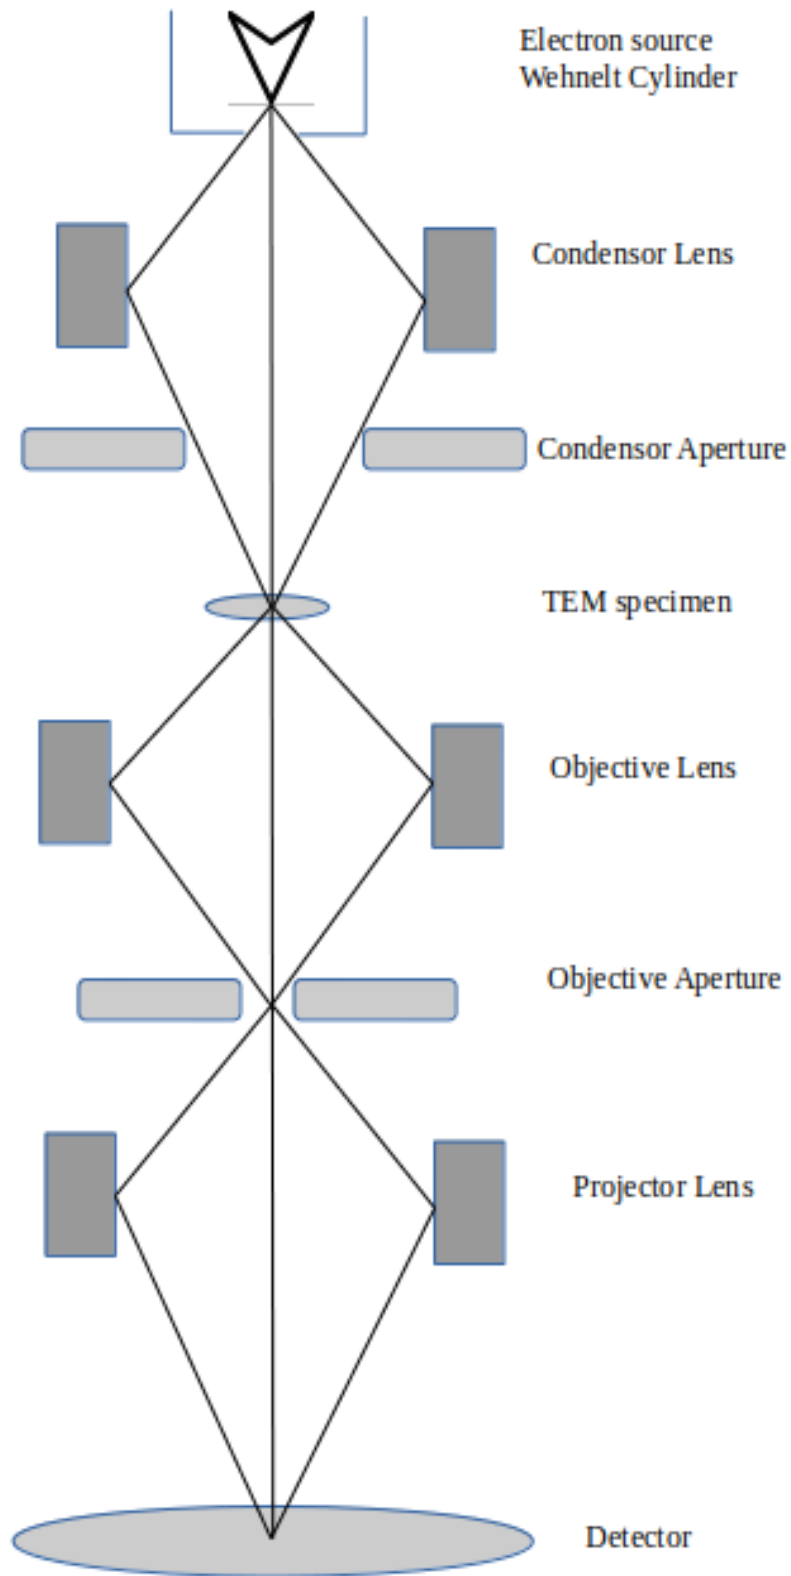 Electron source
Wehnelt Cylinder
Condensor Lens
Condensor Aperture
TEM specimen
Objective Lens
Objective Aperture
Projector Lens
Detector